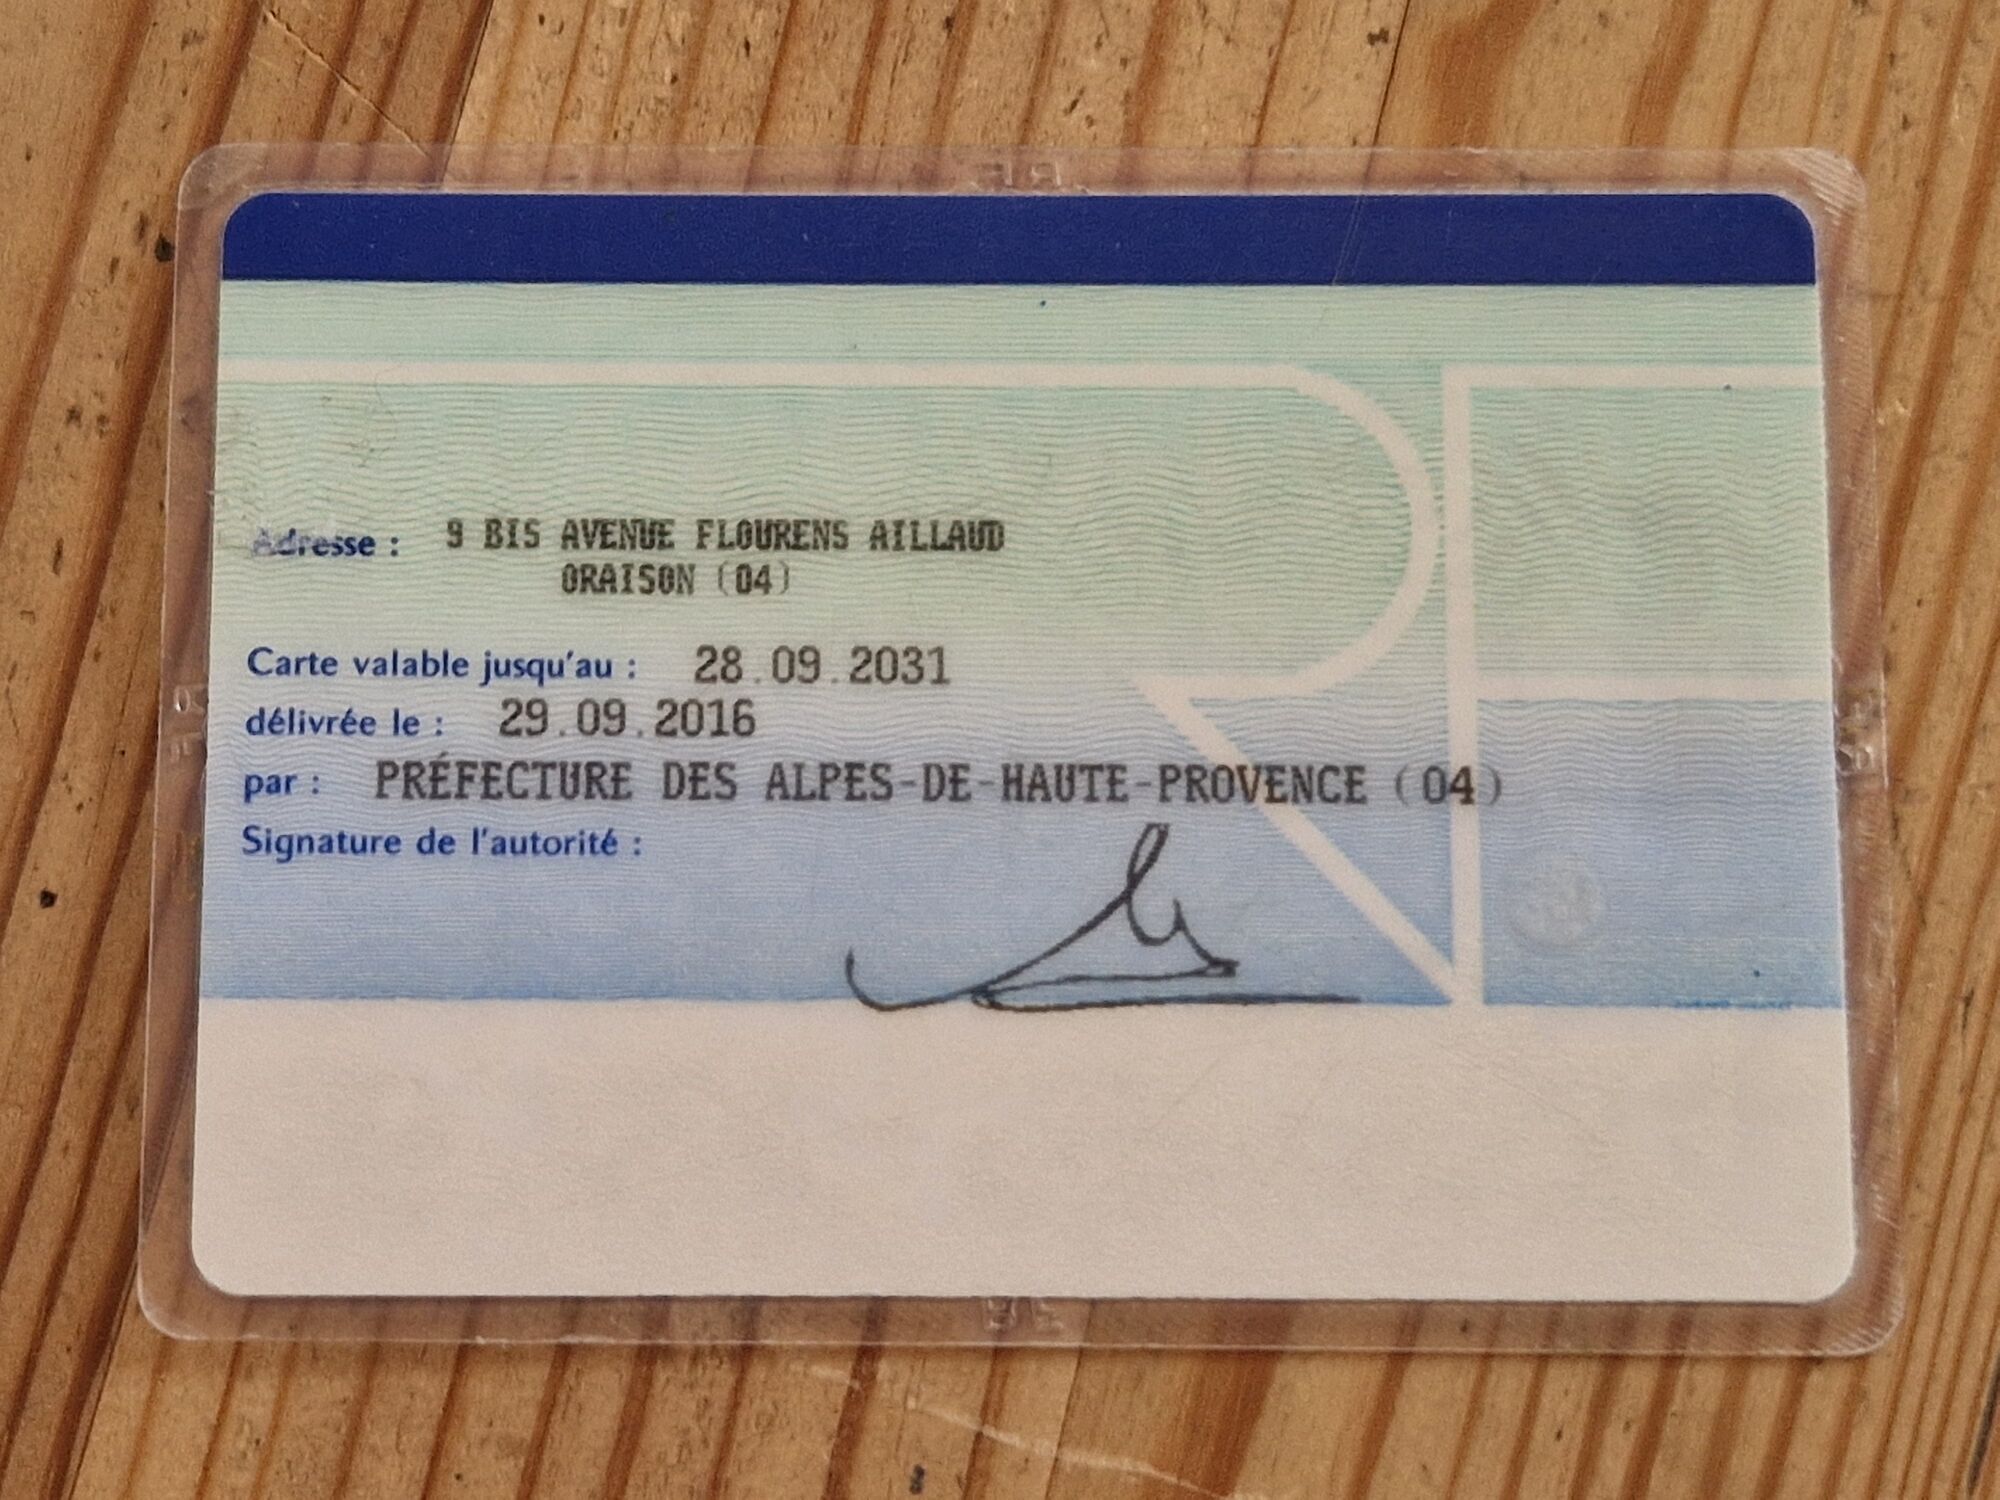 Adresse : 9 BIS AVENUE FLOURENS AILLAUD
ORAISON (04)
Carte valable jusqu'au : 28.09.2031
délivrée le : 29.09.2016
par : PRÉFECTURE DES ALPES-DE-HAUTE-PROVENCE (04)
Signature de l'autorité :
RF